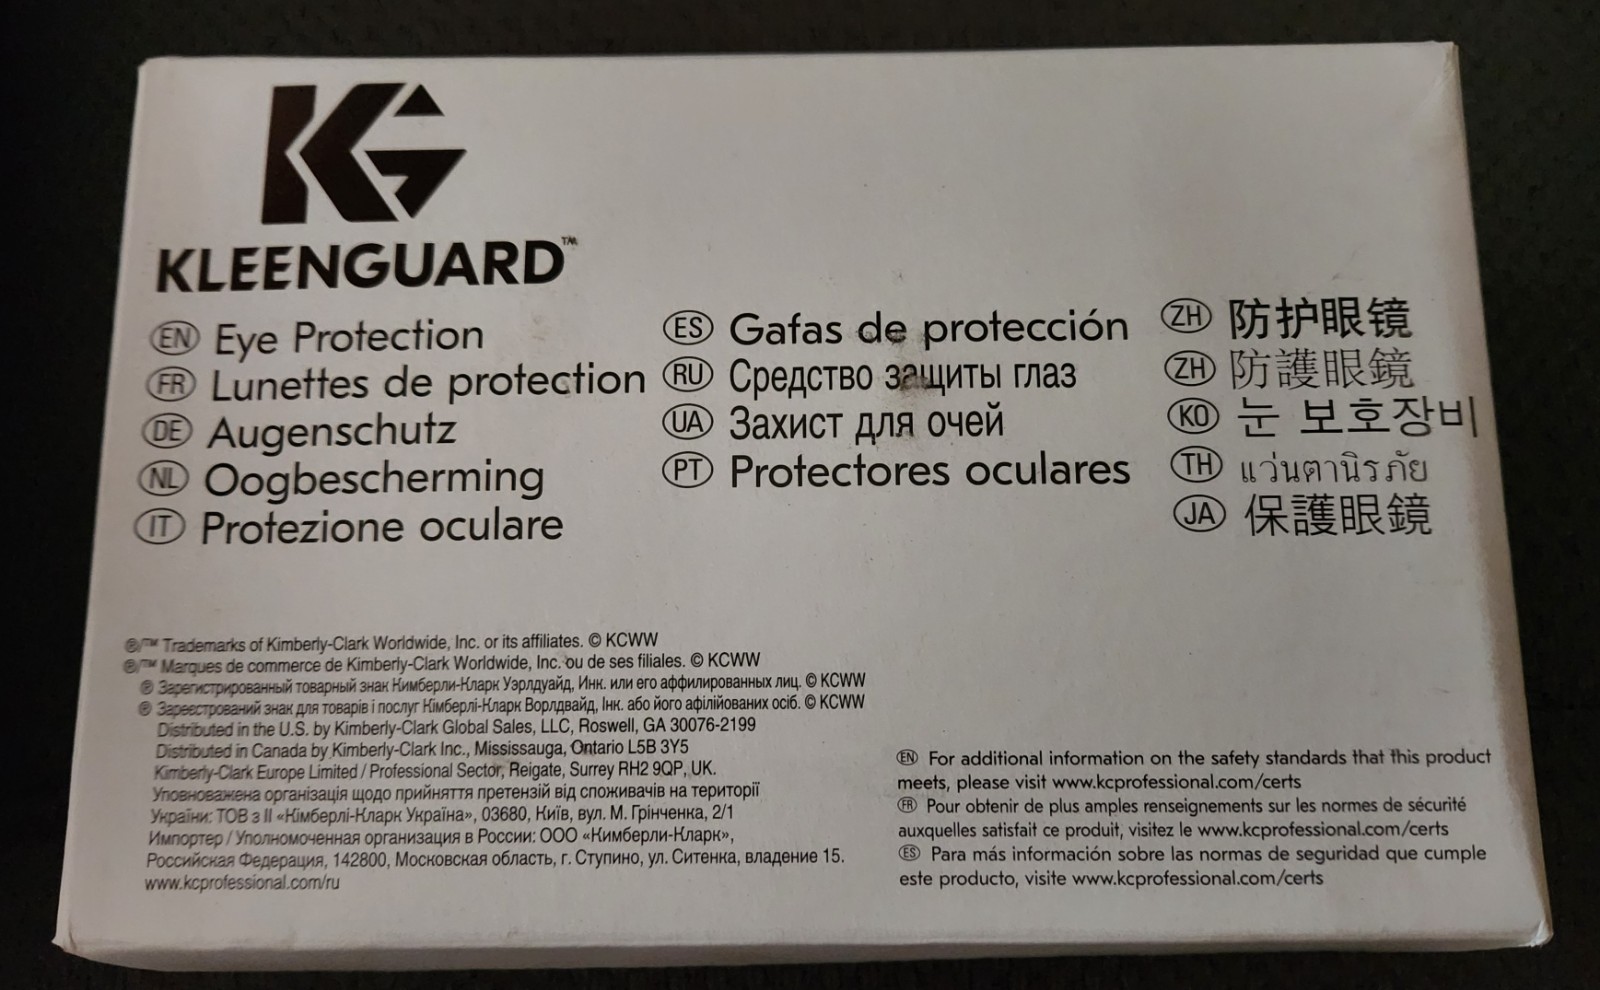 KG
KLEENGUARD™
EN Eye Protection
FR Lunettes de protection
DE Augenschutz
NL Oogbescherming
IT Protezione oculare
ES Gafas de protección
RU Средство защиты глаз
UA Захист для очей
PT Protectores oculares
ZH 防护眼镜
ZH 防護眼鏡
KO 눈 보호장비
TH แว่นตานิรภัย
JA 保護眼鏡
®/™ Trademarks of Kimberly-Clark Worldwide, Inc. or its affiliates. © KCWW
®/™ Marques de commerce de Kimberly-Clark Worldwide, Inc. ou de ses filiales. © KCWW
® Зарегистрированный товарный знак Кимберли-Кларк Уэрлдуайд, Инк. или его аффилированных лиц. © KCWW
® Зареєстрований знак для товарів і послуг Кімберлі-Кларк Ворлдвайд, Інк. або його афілійованих осіб. © KCWW
Distributed in the U.S. by Kimberly-Clark Global Sales, LLC, Roswell, GA 30076-2199
Distributed in Canada by Kimberly-Clark Inc., Mississauga, Ontario L5B 3Y5
Kimberly-Clark Europe Limited / Professional Sector, Reigate, Surrey RH2 9QP, UK.
Уповноважена організація щодо прийняття претензій від споживачів на території
України: ТОВ з ІІ «Кімберлі-Кларк Україна», 03680, Київ, вул. М. Грінченка, 2/1
Импортер / Уполномоченная организация в России: ООО «Кимберли-Кларк»,
Российская Федерация, 142800, Московская область, г. Ступино, ул. Ситенка, владение 15.
www.kcprofessional.com/ru
EN For additional information on the safety standards that this product
meets, please visit www.kcprofessional.com/certs
FR Pour obtenir de plus amples renseignements sur les normes de sécurité
auxquelles satisfait ce produit, visitez le www.kcprofessional.com/certs
ES Para más información sobre las normas de seguridad que cumple
este producto, visite www.kcprofessional.com/certs